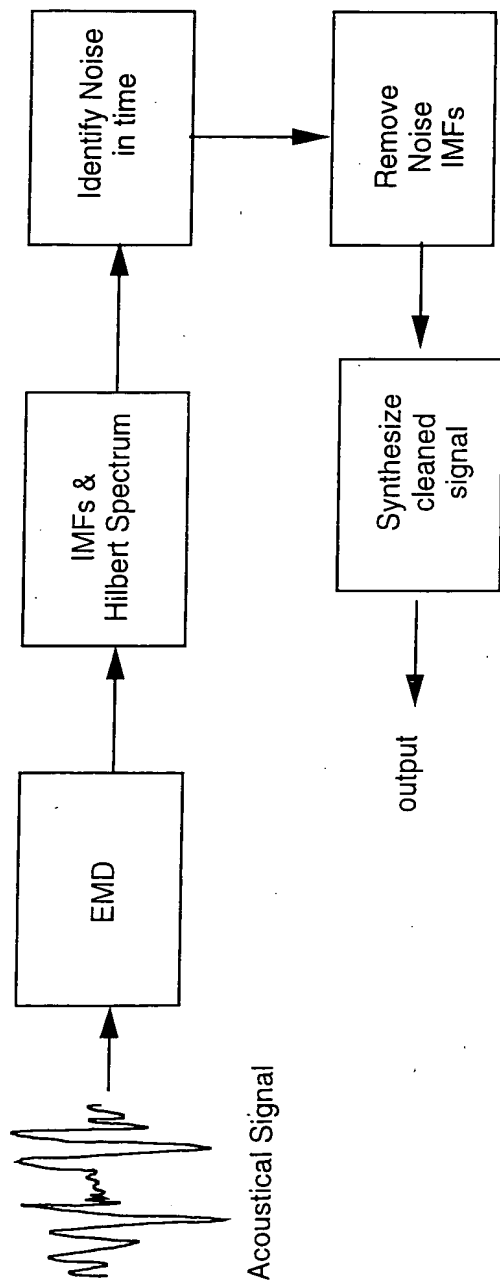 Acoustical Signal
EMD
IMFs &
Hilbert Spectrum
Identify Noise
in time
Remove
Noise
IMFs
Synthesize
cleaned
signal
output